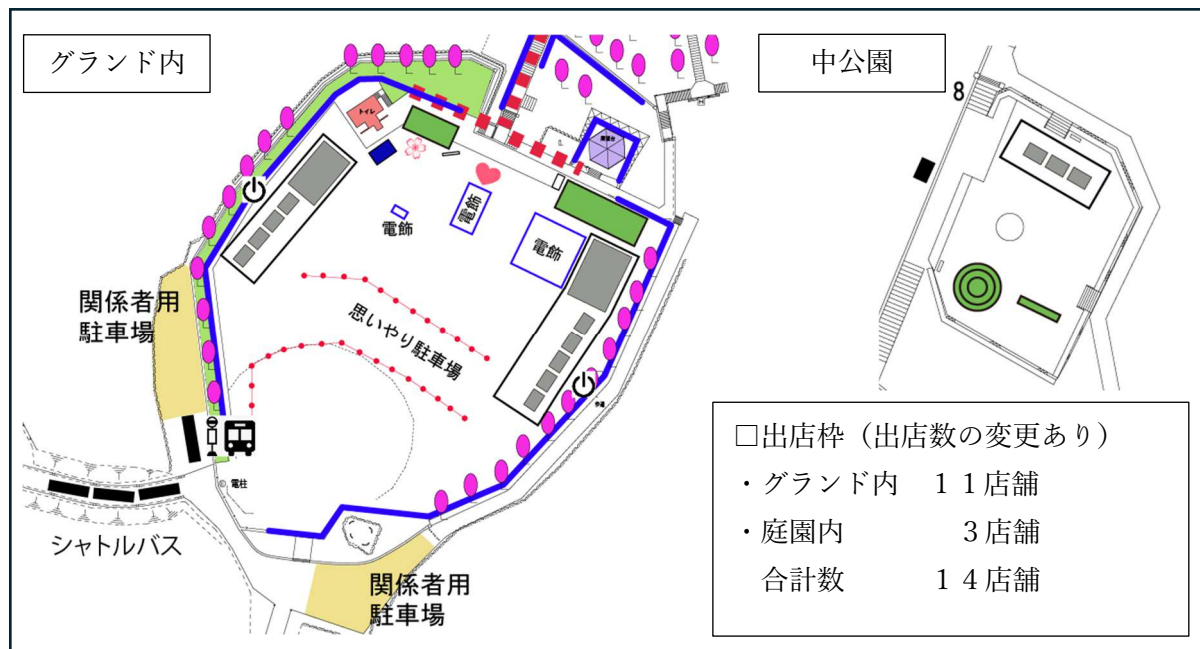 グランド内
中公園
8
トイレ
電飾
電飾
電飾
関係者用
駐車場
思いやり駐車場
歩道
電柱
シャトルバス
関係者用
駐車場
□出店枠（出店数の変更あり）
・グランド内　１１店舗
・庭園内　　　　３店舗
合計数　　　１４店舗